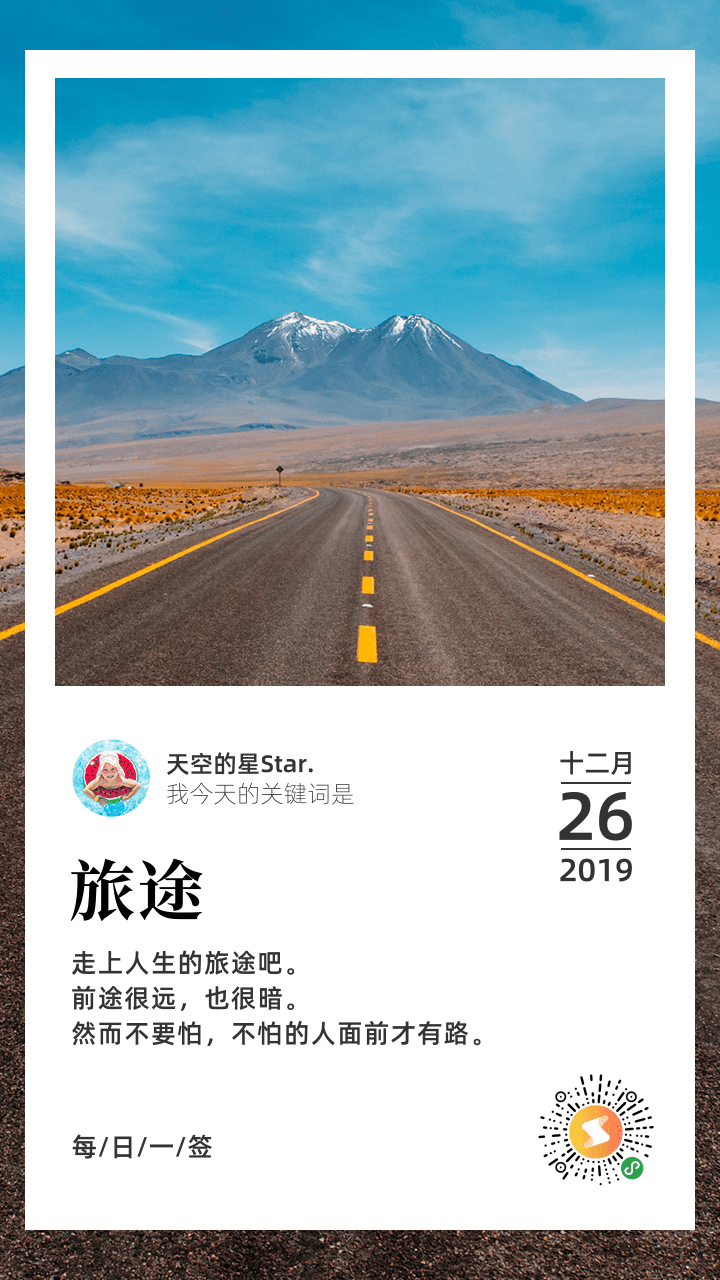 天空的星Star.
我今天的关键词是
十二月
26
2019
旅途
走上人生的旅途吧。
前途很远，也很暗。
然而不要怕，不怕的人面前才有路。
每/日/一/签